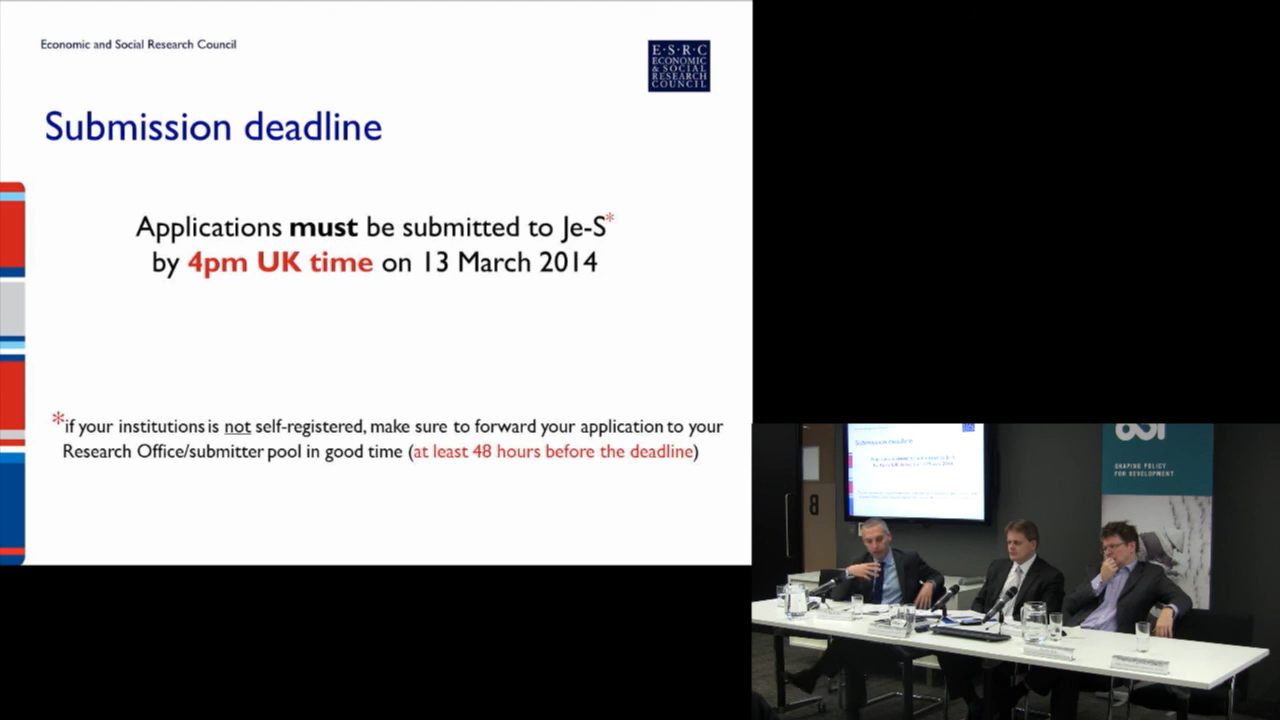 Economic and Social Research Council
E·S·R·C
ECONOMIC
& SOCIAL
RESEARCH
COUNCIL
Submission deadline
Applications must be submitted to Je-S*
by 4pm UK time on 13 March 2014
*if your institutions is not self-registered, make sure to forward your application to your
Research Office/submitter pool in good time (at least 48 hours before the deadline)
Submission deadline
SHAPING POLICY
FOR DEVELOPMENT
B